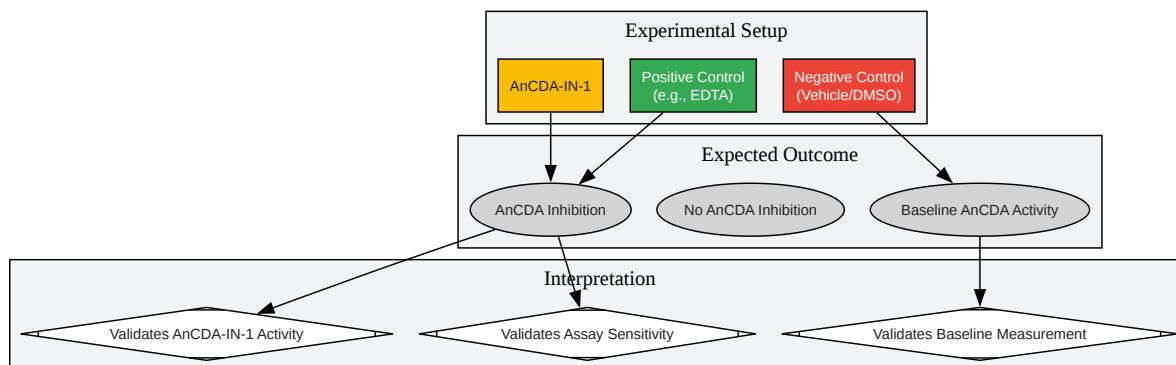 Experimental Setup
AnCDA-IN-1
Positive Control
(e.g., EDTA)
Negative Control
(Vehicle/DMSO)
Expected Outcome
AnCDA Inhibition
No AnCDA Inhibition
Baseline AnCDA Activity
Interpretation
Validates AnCDA-IN-1 Activity
Validates Assay Sensitivity
Validates Baseline Measurement